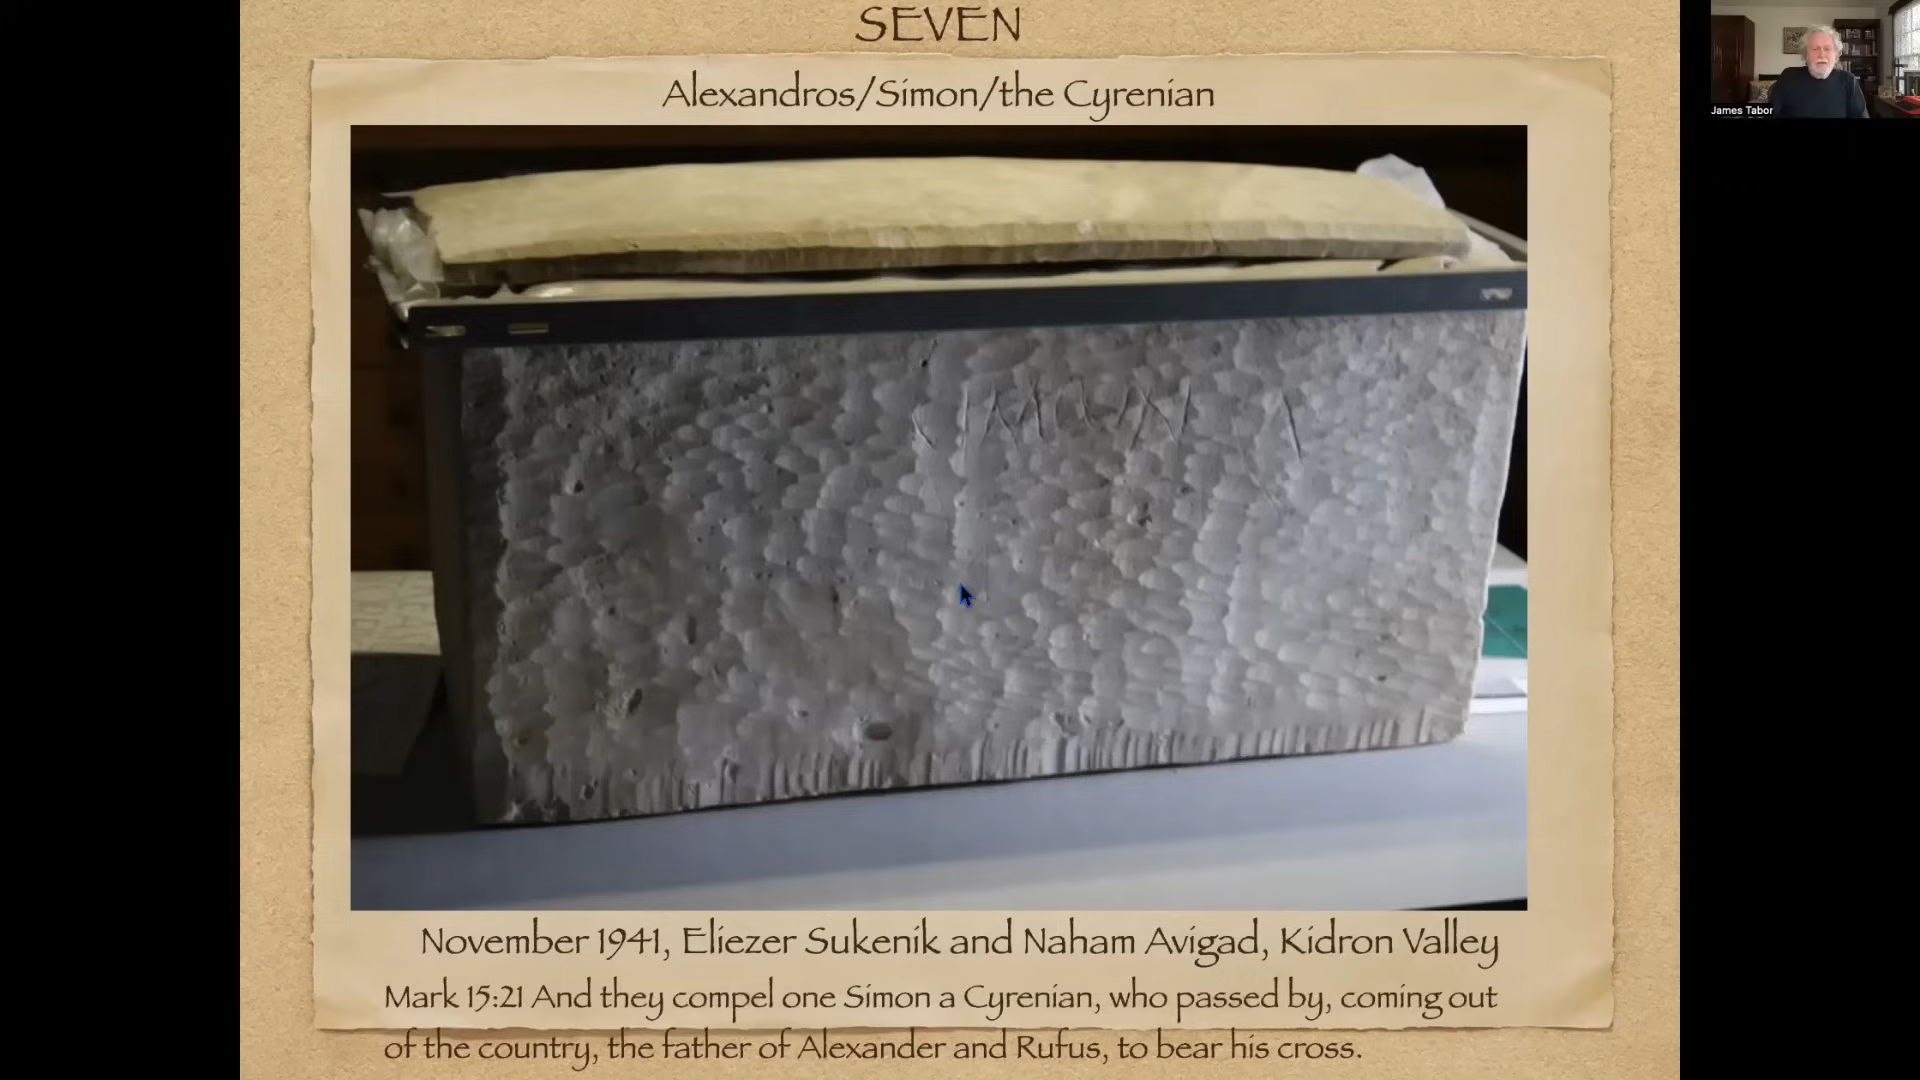 SEVEN
Alexandros/Simon/the Cyrenian
James Tabor
November 1941, Eliezer Sukenik and Naham Avigad, Kidron Valley
Mark 15:21 And they compel one Simon a Cyrenian, who passed by, coming out
of the country, the father of Alexander and Rufus, to bear his cross.